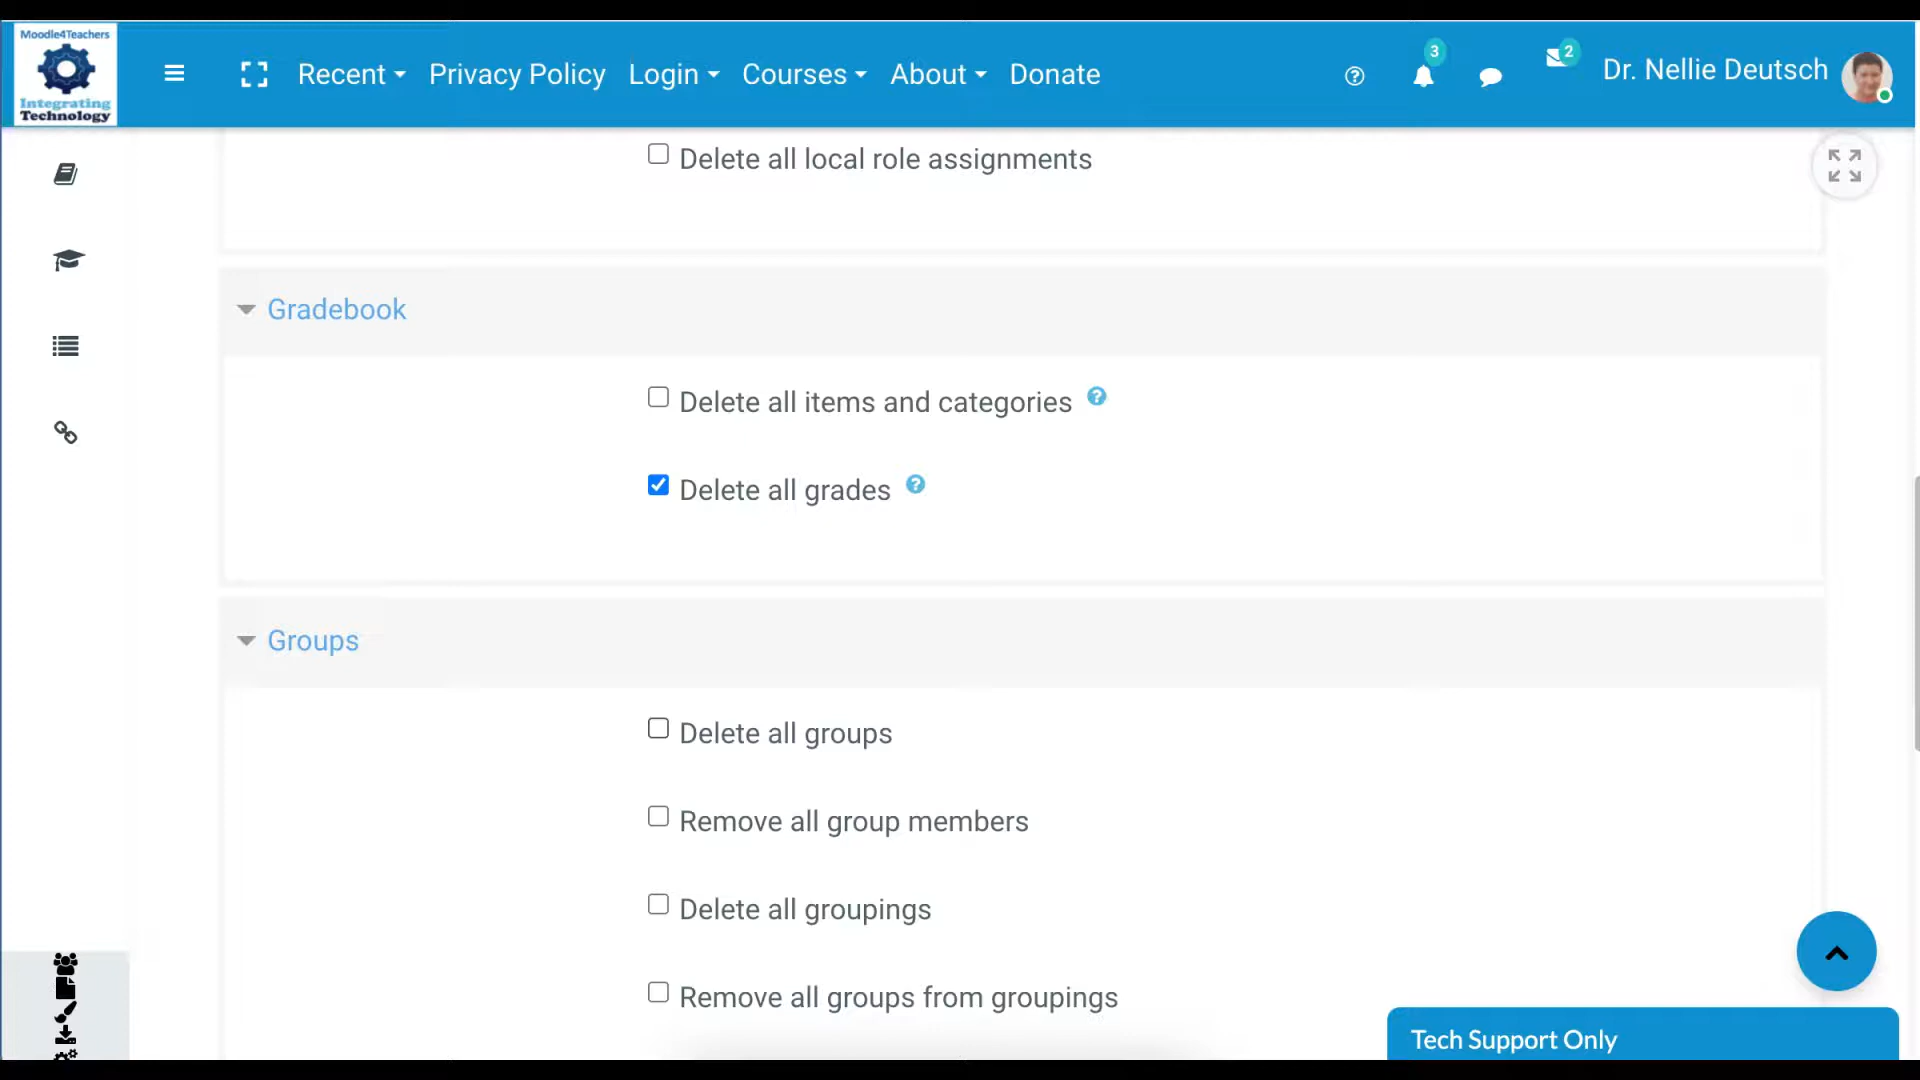 Moodle4Teachers
Integrating
Technology
Recent Privacy Policy Login Courses About Donate
3
2
Dr. Nellie Deutsch
Delete all local role assignments
Gradebook
Delete all items and categories
Delete all grades
Groups
Delete all groups
Remove all group members
Delete all groupings
Remove all groups from groupings
Tech Support Only